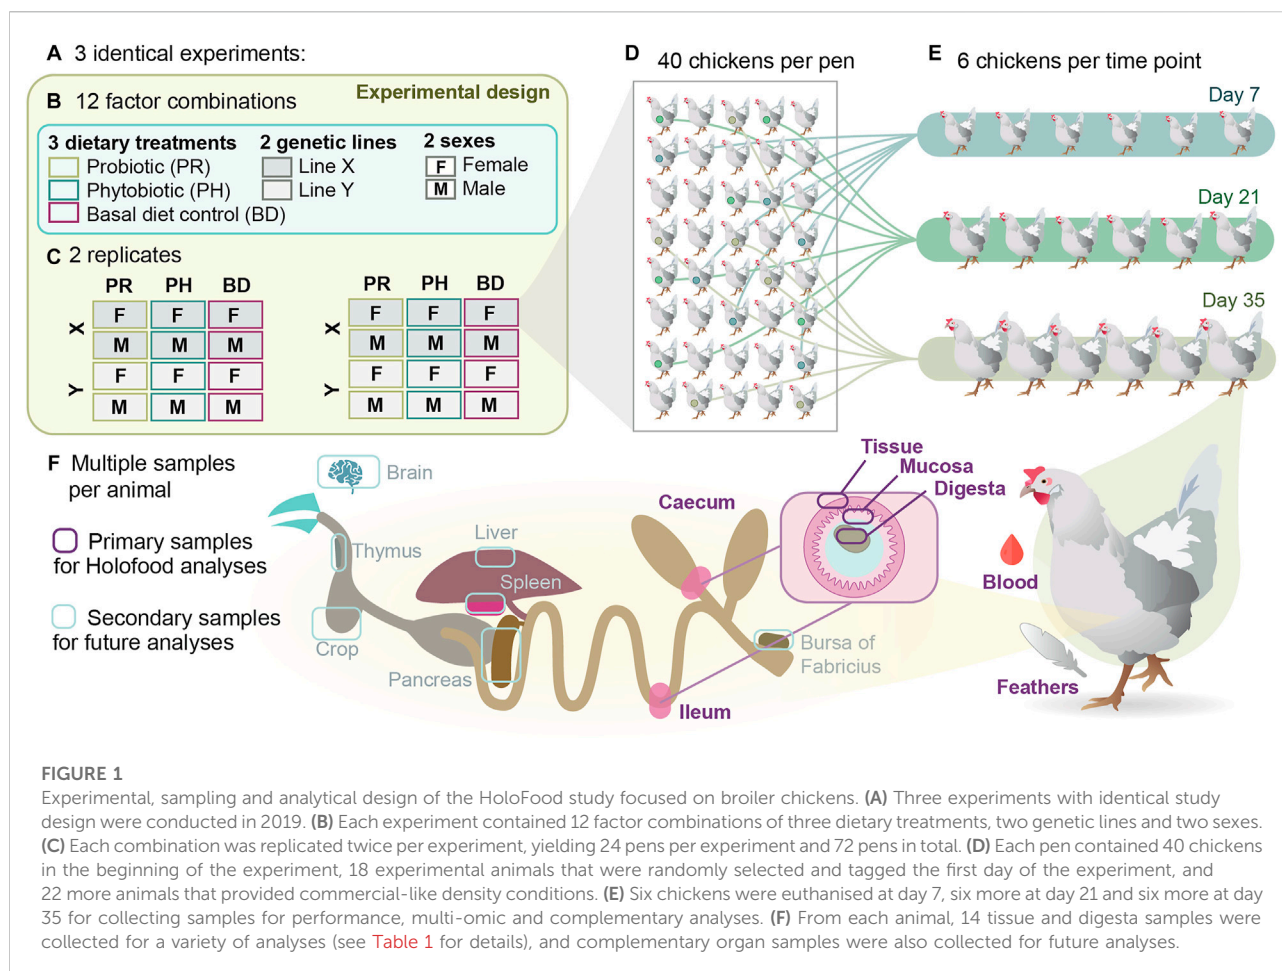 A 3 identical experiments:
Experimental design
B 12 factor combinations
3 dietary treatments
Probiotic (PR)
Phytobiotic (PH)
Basal diet control (BD)
2 genetic lines
Line X
Line Y
2 sexes
F Female
M Male
C 2 replicates
PR PH BD
X
F F F
M M M
Y
F F F
M M M
PR PH BD
X
F F F
M M M
Y
F F F
M M M
D 40 chickens per pen
E 6 chickens per time point
Day 7
Day 21
Day 35
F Multiple samples
per animal
Primary samples
for Holofood analyses
Secondary samples
for future analyses
Brain
Thymus
Crop
Liver
Spleen
Pancreas
Caecum
Ileum
Bursa of
Fabricius
Tissue
Mucosa
Digesta
Blood
Feathers
FIGURE 1
Experimental, sampling and analytical design of the HoloFood study focused on broiler chickens. (A) Three experiments with identical study
design were conducted in 2019. (B) Each experiment contained 12 factor combinations of three dietary treatments, two genetic lines and two sexes.
(C) Each combination was replicated twice per experiment, yielding 24 pens per experiment and 72 pens in total. (D) Each pen contained 40 chickens
in the beginning of the experiment, 18 experimental animals that were randomly selected and tagged the first day of the experiment, and
22 more animals that provided commercial-like density conditions. (E) Six chickens were euthanised at day 7, six more at day 21 and six more at day
35 for collecting samples for performance, multi-omic and complementary analyses. (F) From each animal, 14 tissue and digesta samples were
collected for a variety of analyses (see Table 1 for details), and complementary organ samples were also collected for future analyses.